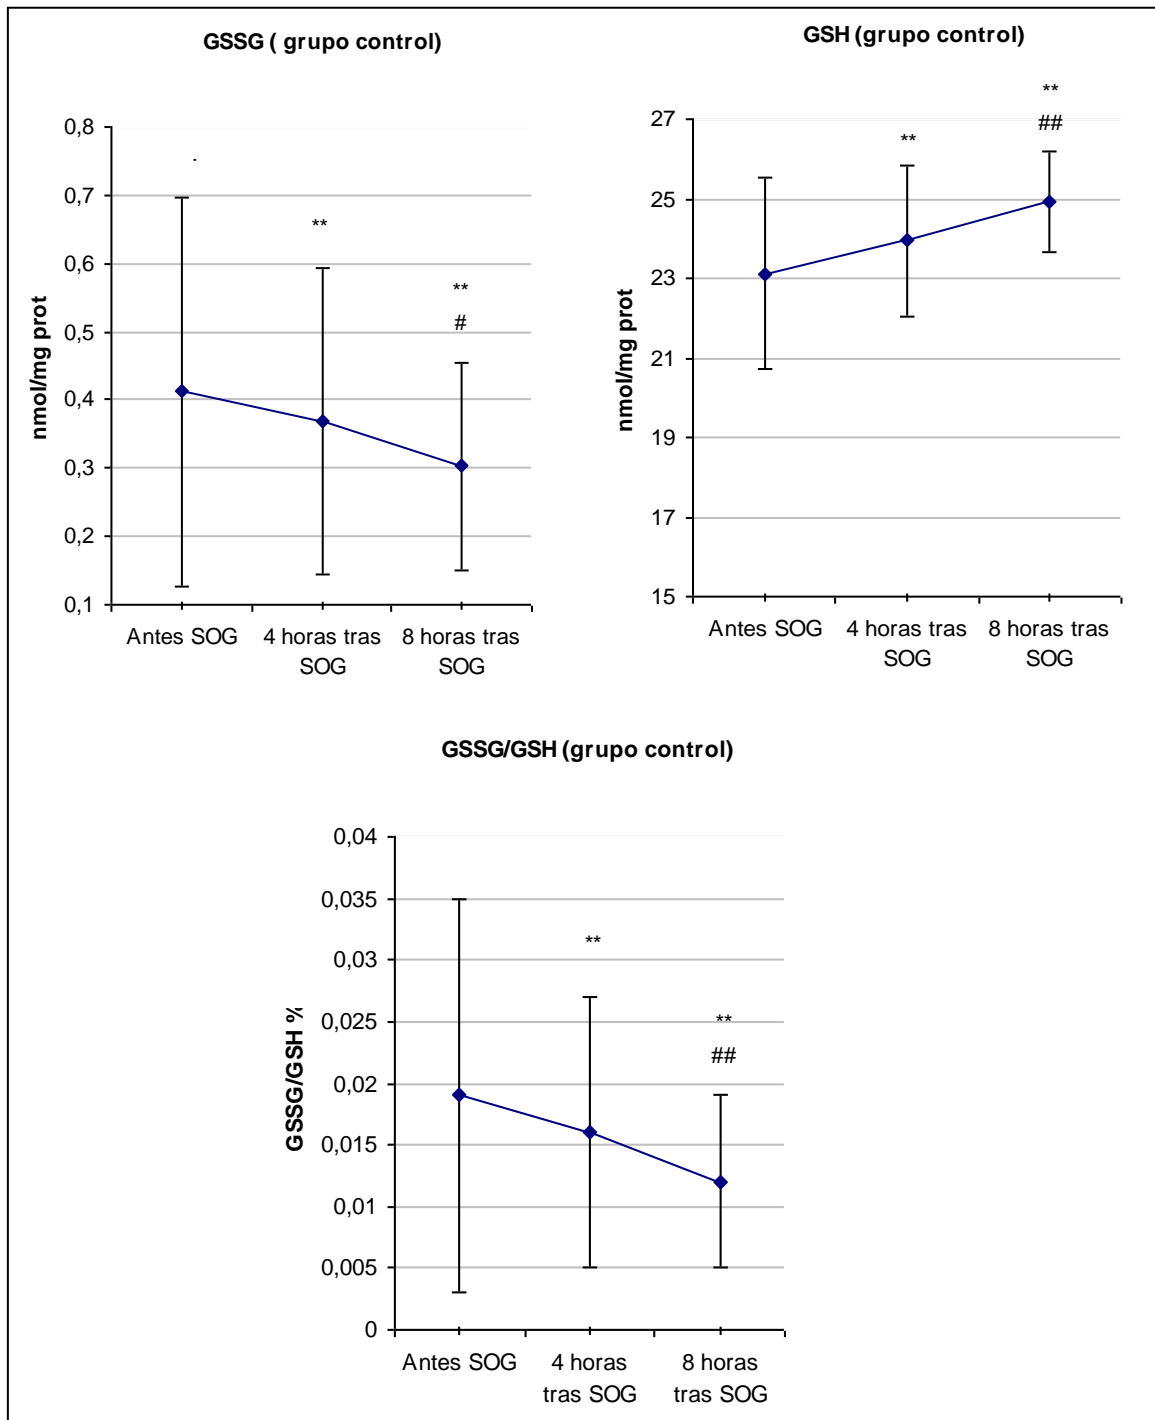 GSSG ( grupo control)
nmol/mg prot
0,8
0,7
0,6
0,5
0,4
0,3
0,2
0,1
**
**
#
Antes SOG
4 horas tras
SOG
8 horas tras
SOG
GSH (grupo control)
nmol/mg prot
27
25
23
21
19
17
15
**
**
##
Antes SOG
4 horas tras
SOG
8 horas tras
SOG
GSSG/GSH (grupo control)
GSSG/GSH %
0,04
0,035
0,03
0,025
0,02
0,015
0,01
0,005
0
**
**
##
Antes SOG
4 horas
tras SOG
8 horas
tras SOG